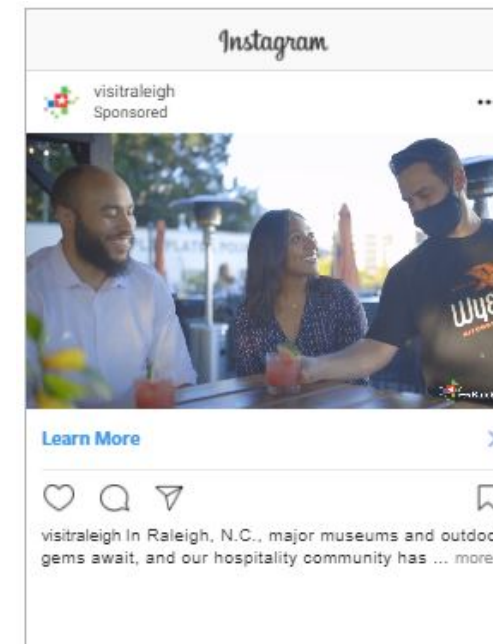 Instagram
visitraleigh
Sponsored
Learn More
visitraleigh In Raleigh, N.C., major museums and outdoo
gems await, and our hospitality community has ... more